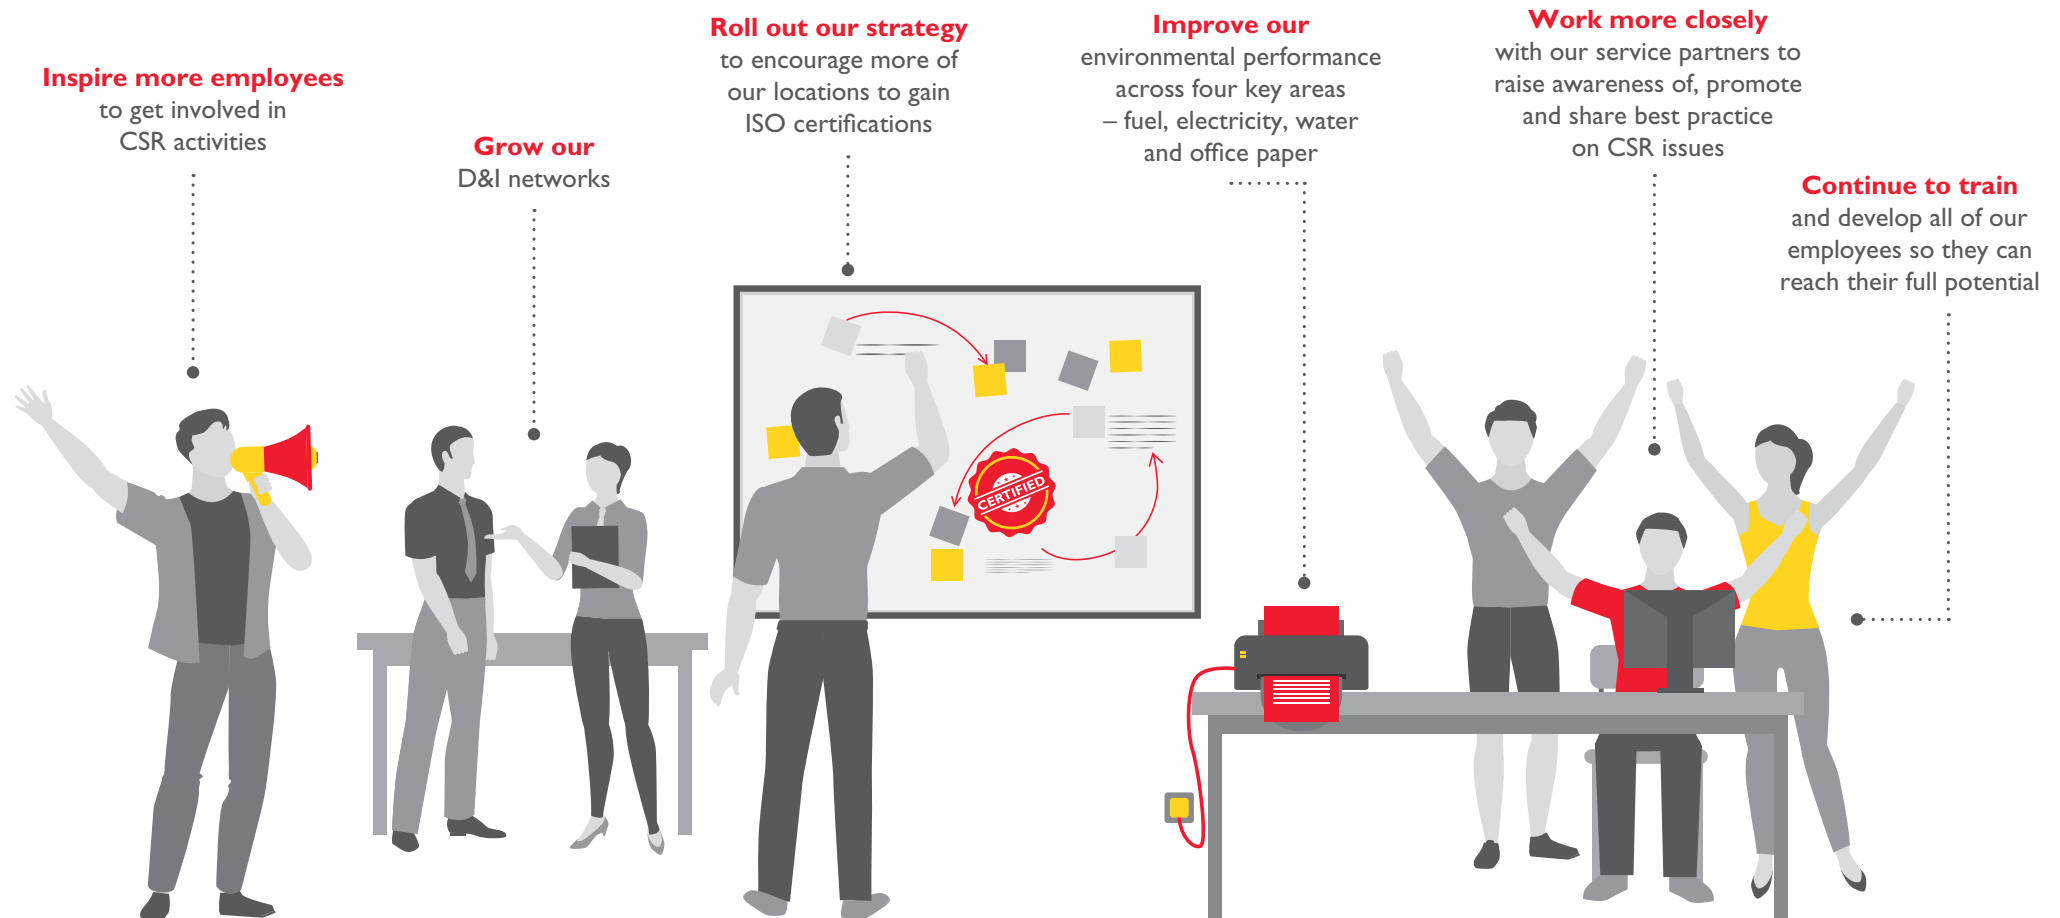 Inspire more employees
to get involved in
CSR activities
Grow our
D&I networks
Roll out our strategy
to encourage more of
our locations to gain
ISO certifications
Improve our
environmental performance
across four key areas
– fuel, electricity, water
and office paper
Work more closely
with our service partners to
raise awareness of, promote
and share best practice
on CSR issues
Continue to train
and develop all of our
employees so they can
reach their full potential
CERTIFIED